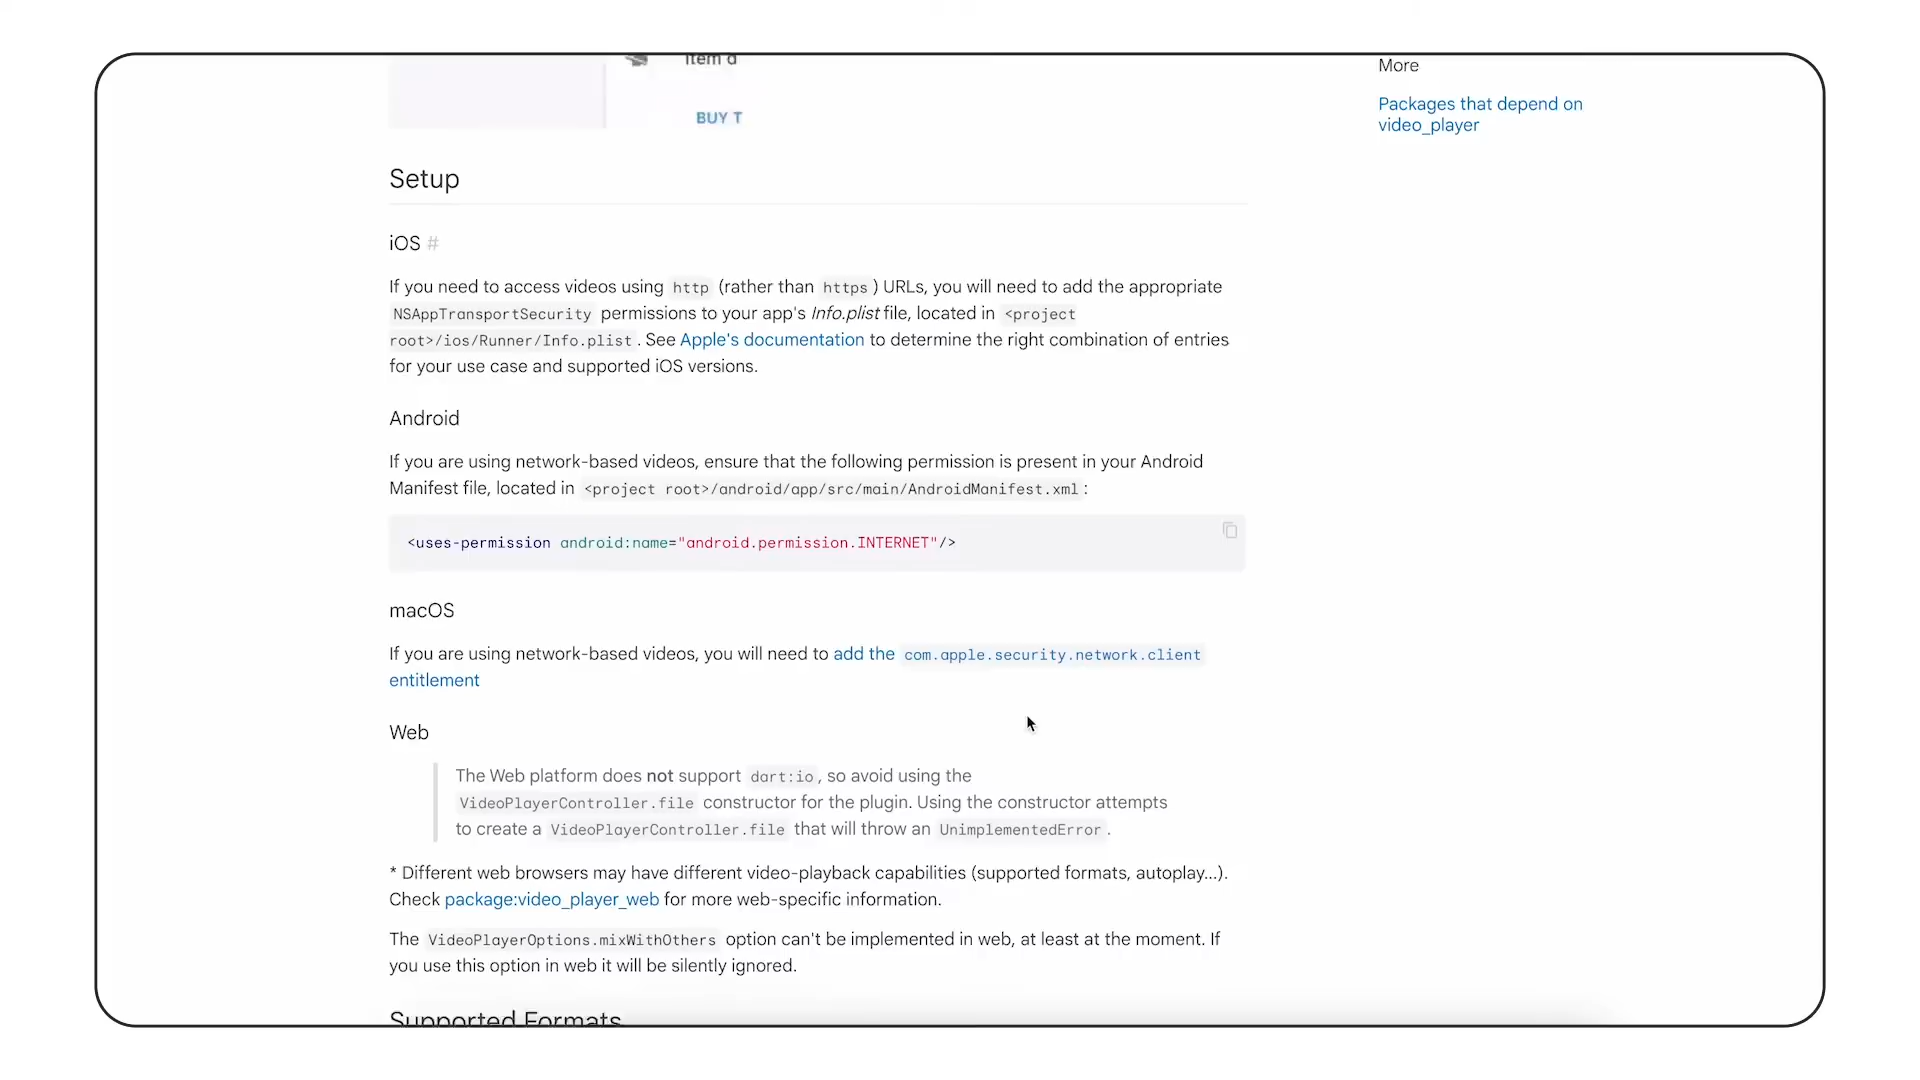 Item a
BUY T
More
Packages that depend on
video_player
Setup
iOS #
If you need to access videos using http (rather than https) URLs, you will need to add the appropriate
NSAppTransportSecurity permissions to your app's Info.plist file, located in <project
root>/ios/Runner/Info.plist. See Apple's documentation to determine the right combination of entries
for your use case and supported iOS versions.
Android
If you are using network-based videos, ensure that the following permission is present in your Android
Manifest file, located in <project root>/android/app/src/main/AndroidManifest.xml:
<uses-permission android:name="android.permission.INTERNET"/>
macOS
If you are using network-based videos, you will need to add the com.apple.security.network.client
entitlement
Web
The Web platform does not support dart:io, so avoid using the
VideoPlayerController.file constructor for the plugin. Using the constructor attempts
to create a VideoPlayerController.file that will throw an UnimplementedError.
* Different web browsers may have different video-playback capabilities (supported formats, autoplay...).
Check package:video_player_web for more web-specific information.
The VideoPlayerOptions.mixWithOthers option can't be implemented in web, at least at the moment. If
you use this option in web it will be silently ignored.
Supported Formats